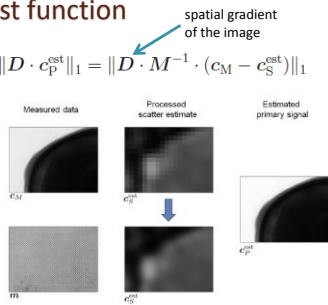 st function
spatial gradient
of the image
‖D · c_P^est‖₁ = ‖D · M⁻¹ · (c_M − c_S^est)‖₁
Measured data
Processed
scatter estimate
Estimated
primary signal
c_M
c_S^est
c_P^est
m
c_S^est